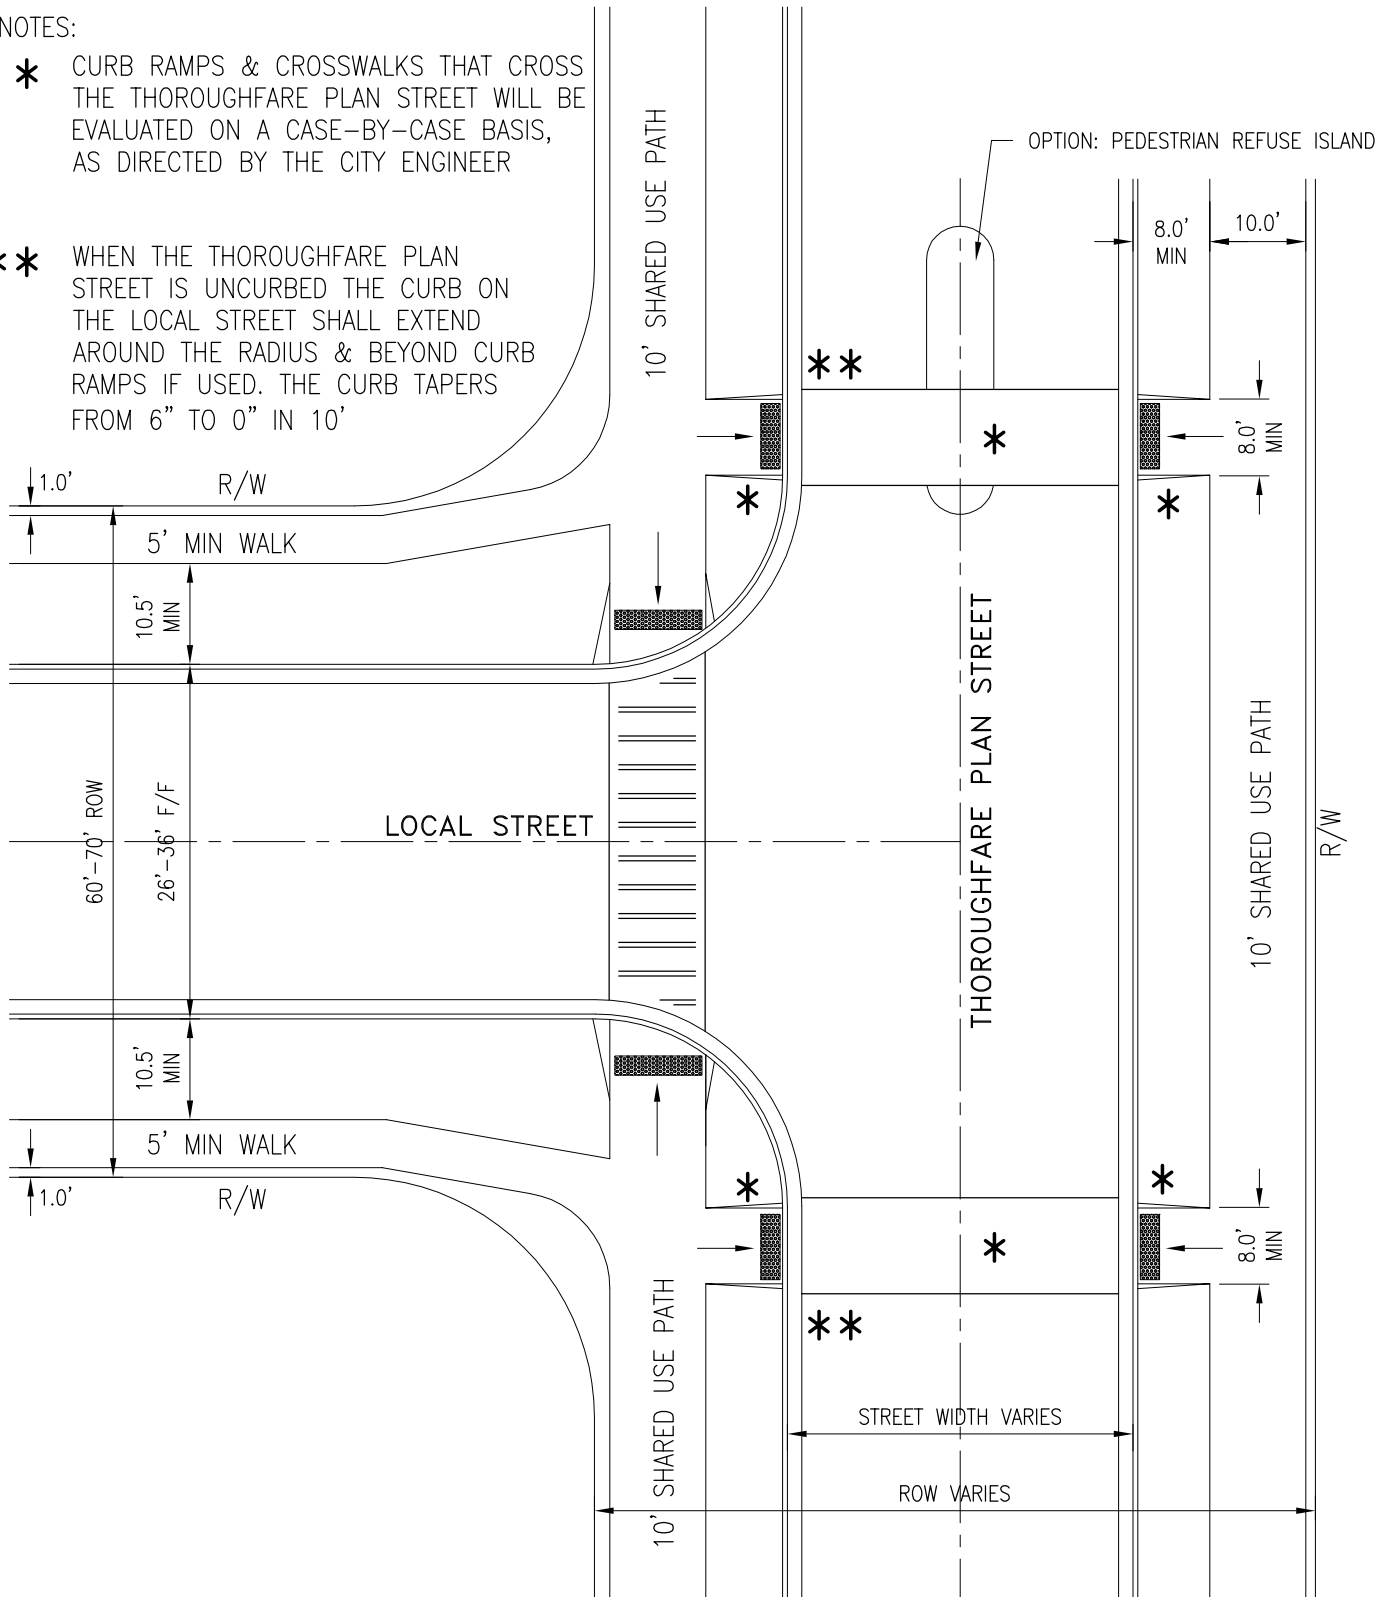 NOTES:
* CURB RAMPS & CROSSWALKS THAT CROSS
THE THOROUGHFARE PLAN STREET WILL BE
EVALUATED ON A CASE-BY-CASE BASIS,
AS DIRECTED BY THE CITY ENGINEER
** WHEN THE THOROUGHFARE PLAN
STREET IS UNCURBED THE CURB ON
THE LOCAL STREET SHALL EXTEND
AROUND THE RADIUS & BEYOND CURB
RAMPS IF USED. THE CURB TAPERS
FROM 6" TO 0" IN 10'
10' SHARED USE PATH
OPTION: PEDESTRIAN REFUSE ISLAND
8.0'
MIN
10.0'
**
*
8.0'
MIN
*
*
1.0'
R/W
5' MIN WALK
10.5'
MIN
60'-70' ROW
26'-36' F/F
LOCAL STREET
THOROUGHFARE PLAN STREET
10' SHARED USE PATH
R/W
10.5'
MIN
5' MIN WALK
1.0'
R/W
*
*
*
8.0'
MIN
**
10' SHARED USE PATH
STREET WIDTH VARIES
ROW VARIES